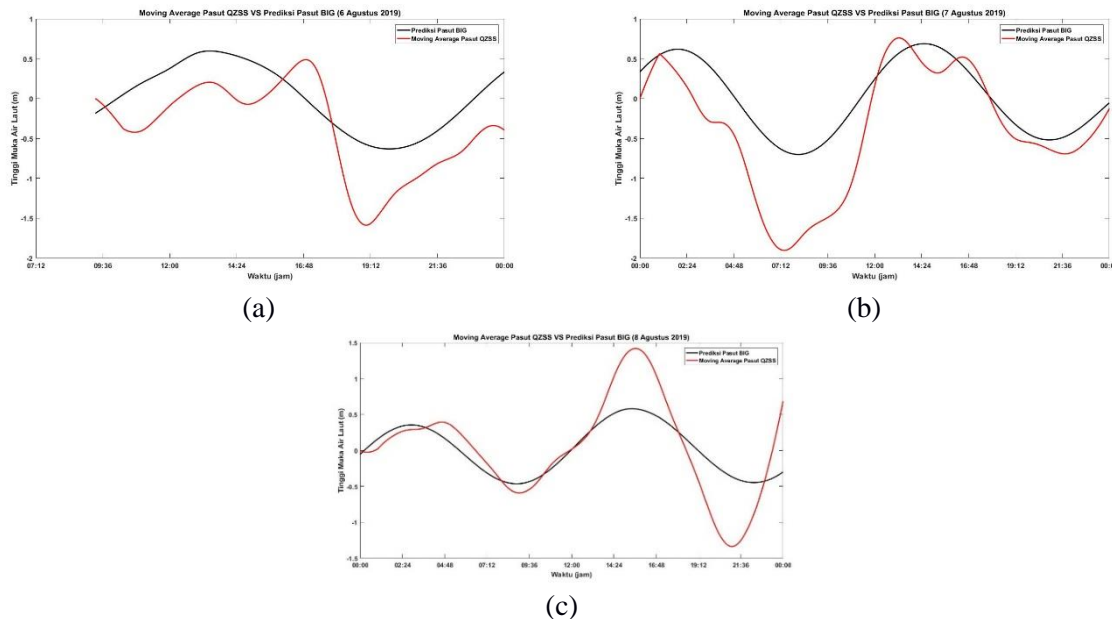 Moving Average Pasut QZSS VS Prediksi Pasut BIG (6 Agustus 2019)
Prediksi Pasut BIG
Moving Average Pasut QZSS
Tinggi Muka Air Laut (m)
1
0.5
0
-0.5
-1
-1.5
-2
07:12 09:36 12:00 14:24 16:48 19:12 21:36 00:00
Waktu (jam)
(a)
Moving Average Pasut QZSS VS Prediksi Pasut BIG (7 Agustus 2019)
Prediksi Pasut BIG
Moving Average Pasut QZSS
Tinggi Muka Air Laut (m)
1
0.5
0
-0.5
-1
-1.5
-2
00:00 02:24 04:48 07:12 09:36 12:00 14:24 16:48 19:12 21:36 00:00
Waktu (jam)
(b)
Moving Average Pasut QZSS VS Prediksi Pasut BIG (8 Agustus 2019)
Prediksi Pasut BIG
Moving Average Pasut QZSS
Tinggi Muka Air Laut (m)
1.5
1
0.5
0
-0.5
-1
-1.5
00:00 02:24 04:48 07:12 09:36 12:00 14:24 16:48 19:12 21:36 00:00
Waktu (jam)
(c)